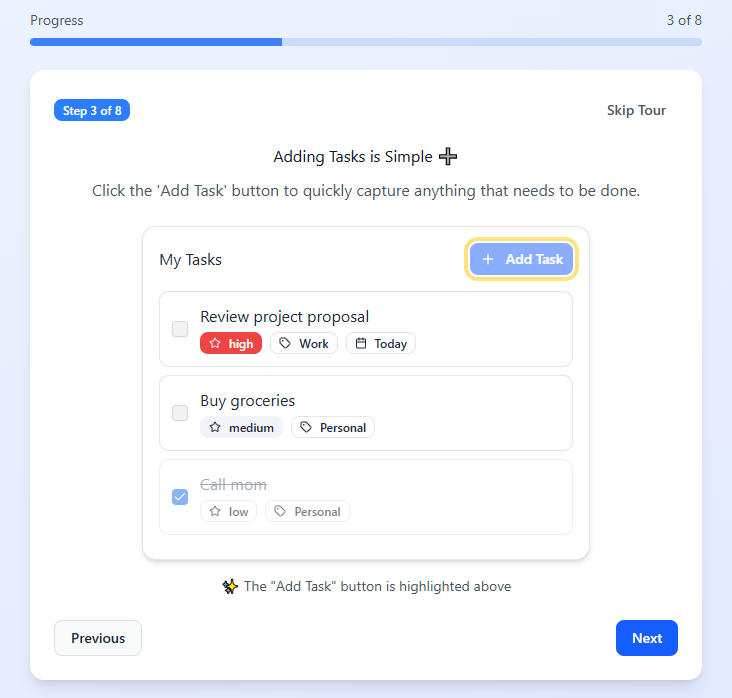 Progress
3 of 8
Step 3 of 8
Skip Tour
Adding Tasks is Simple ➕
Click the 'Add Task' button to quickly capture anything that needs to be done.
My Tasks
+ Add Task
Review project proposal
high
Work
Today
Buy groceries
medium
Personal
Call mom
low
Personal
✨ The "Add Task" button is highlighted above
Previous
Next